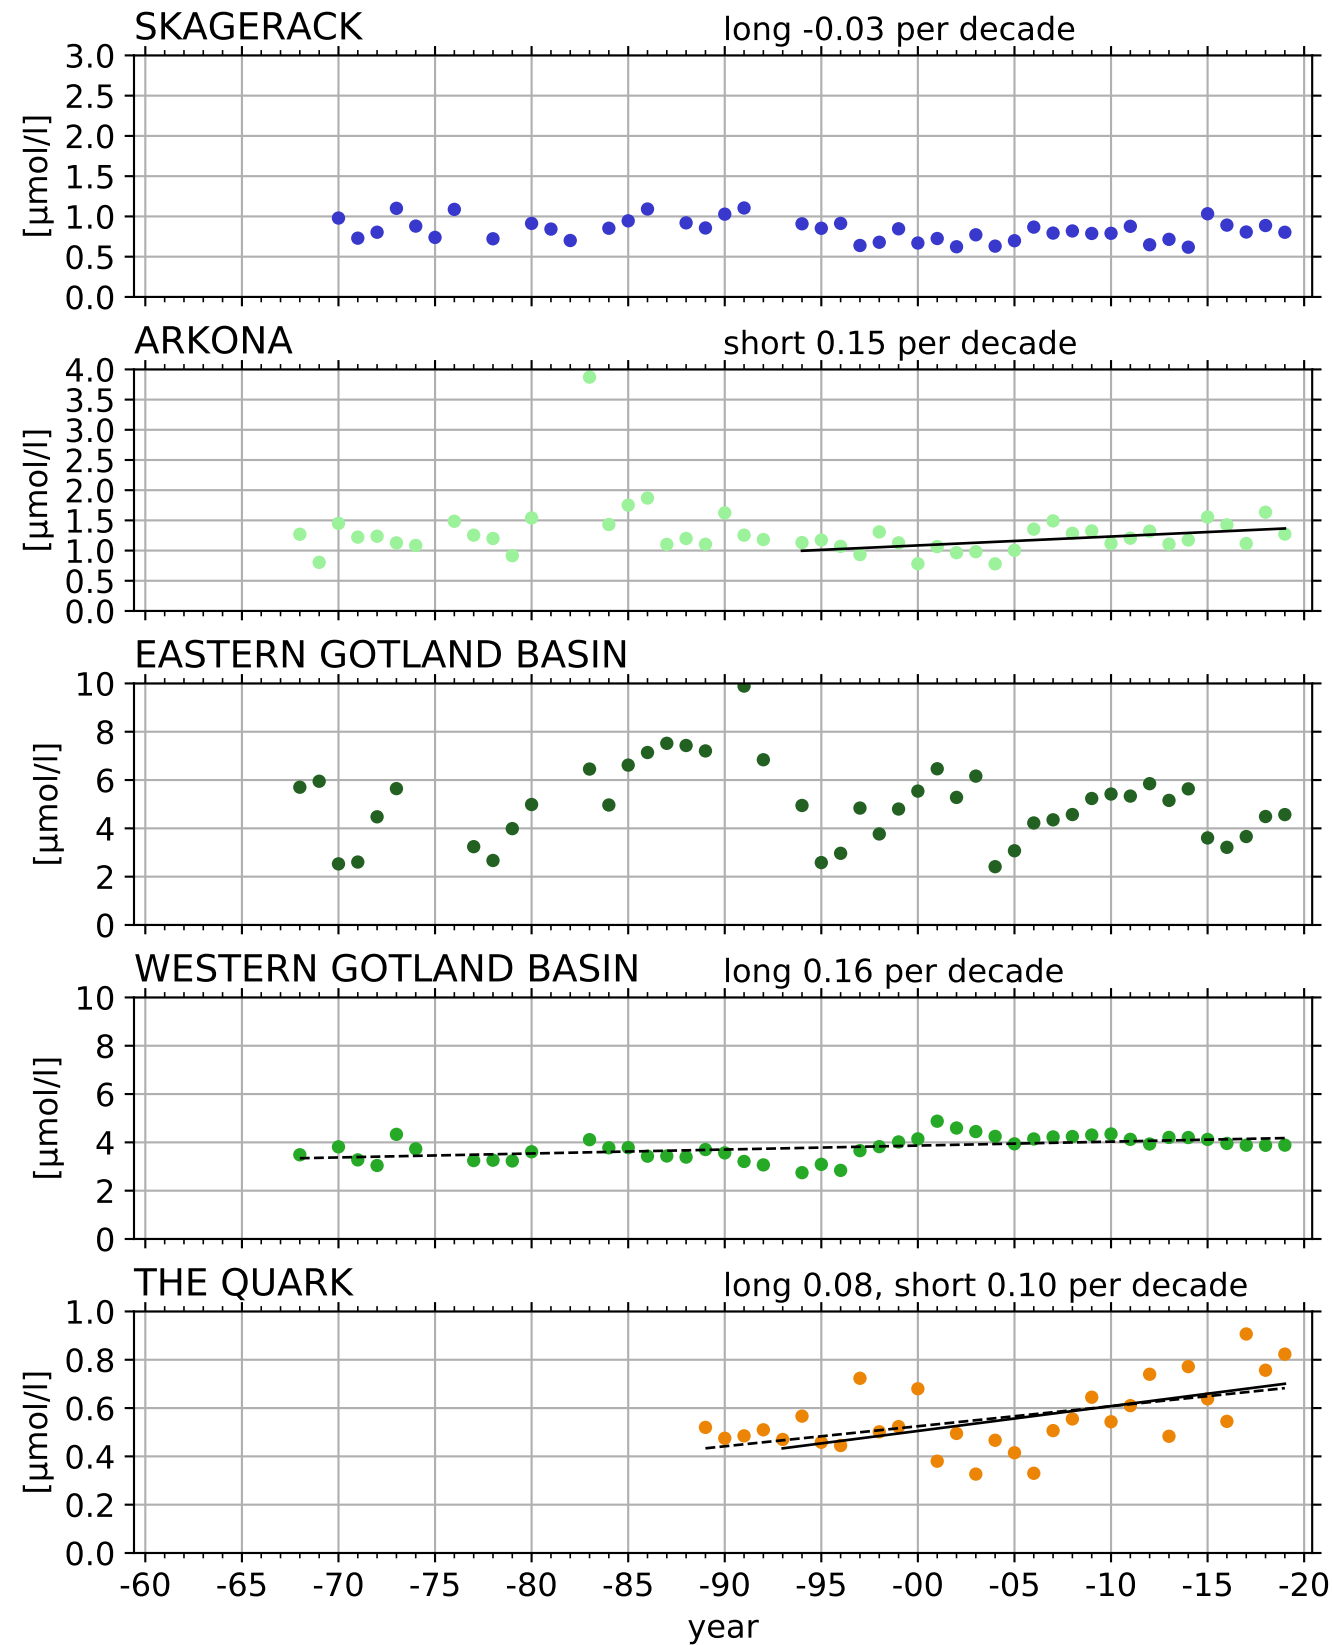 SKAGERACK long -0.03 per decade
3.0
2.5
2.0
1.5
1.0
0.5
0.0
[µmol/l]
ARKONA short 0.15 per decade
4.0
3.5
3.0
2.5
2.0
1.5
1.0
0.5
0.0
[µmol/l]
EASTERN GOTLAND BASIN
10
8
6
4
2
0
[µmol/l]
WESTERN GOTLAND BASIN long 0.16 per decade
10
8
6
4
2
0
[µmol/l]
THE QUARK long 0.08, short 0.10 per decade
1.0
0.8
0.6
0.4
0.2
0.0
[µmol/l]
-60 -65 -70 -75 -80 -85 -90 -95 -00 -05 -10 -15 -20
year